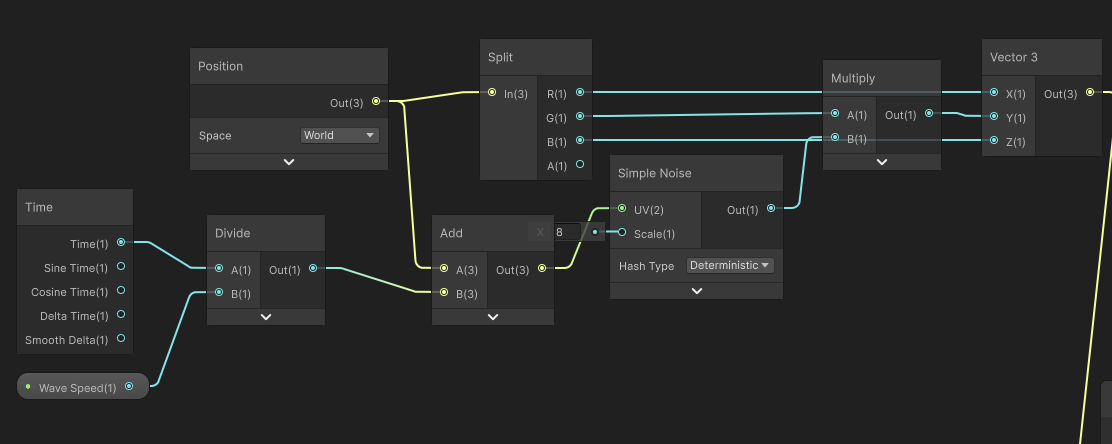 Position
Out(3)
Space World
Split
In(3) R(1)
G(1)
B(1)
A(1)
Multiply
A(1) Out(1)
B(1)
Vector 3
X(1) Out(3)
Y(1)
Z(1)
Time
Time(1)
Sine Time(1)
Cosine Time(1)
Delta Time(1)
Smooth Delta(1)
Wave Speed(1)
Divide
A(1) Out(1)
B(1)
Add
A(3) Out(3)
B(3)
X 8
Simple Noise
UV(2) Out(1)
Scale(1)
Hash Type Deterministic